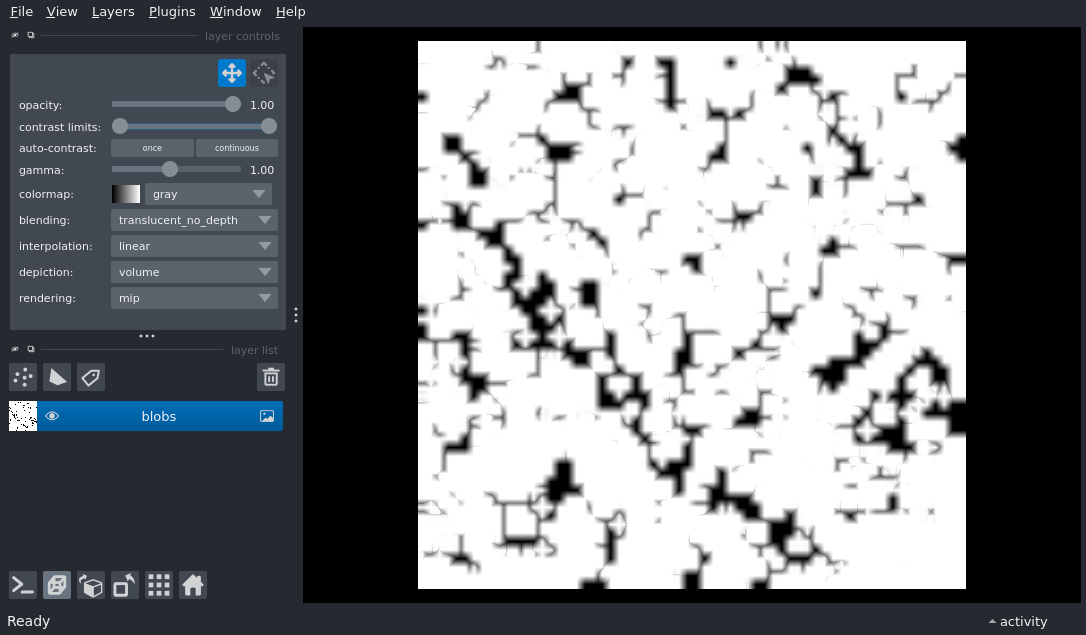 File View Layers Plugins Window Help
layer controls
opacity: 1.00
contrast limits:
auto-contrast: once continuous
gamma: 1.00
colormap: gray
blending: translucent_no_depth
interpolation: linear
depiction: volume
rendering: mip
layer list
blobs
Ready activity